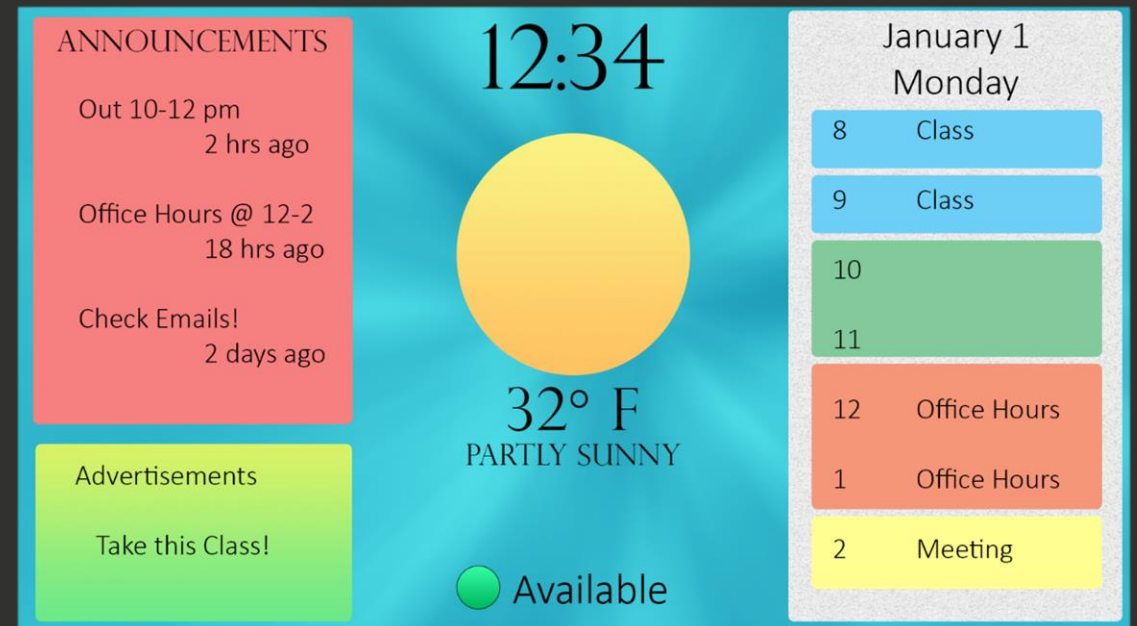 ANNOUNCEMENTS
Out 10-12 pm
2 hrs ago
Office Hours @ 12-2
18 hrs ago
Check Emails!
2 days ago
Advertisements
Take this Class!
12:34
32° F
PARTLY SUNNY
Available
January 1
Monday
8 Class
9 Class
10
11
12 Office Hours
1 Office Hours
2 Meeting